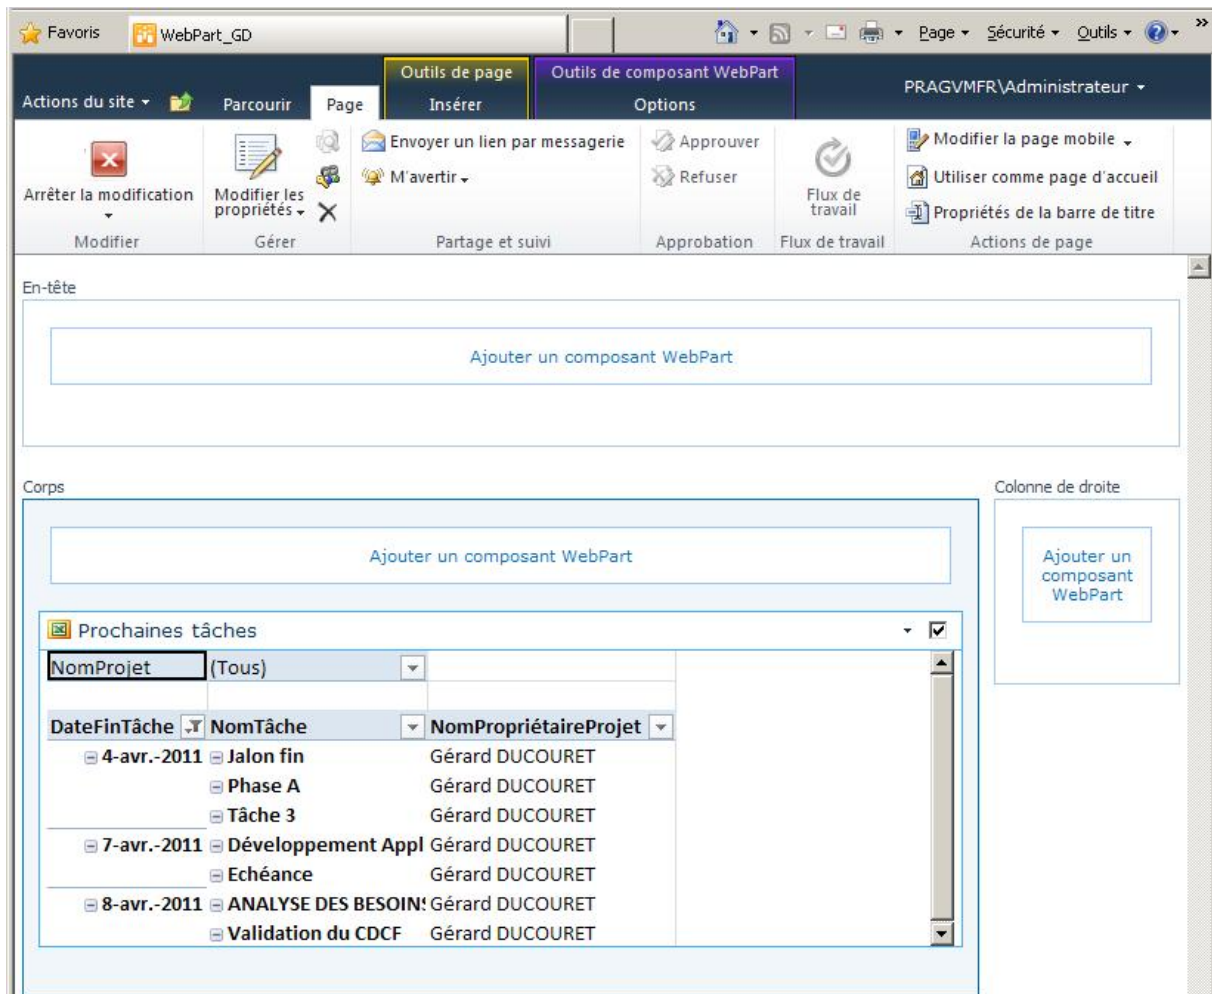 Favoris WebPart_GD Page Sécurité Outils »
Outils de page Outils de composant WebPart
PRAGVMFR\Administrateur
Actions du site Parcourir Page Insérer Options
Envoyer un lien par messagerie Approuver Modifier la page mobile
M'avertir Refuser Utiliser comme page d'accueil
Arrêter la modification Modifier les propriétés Flux de travail Propriétés de la barre de titre
Modifier Gérer Partage et suivi Approbation Flux de travail Actions de page
En-tête
Ajouter un composant WebPart
Corps Colonne de droite
Ajouter un composant WebPart
Ajouter un
composant
WebPart
Prochaines tâches
NomProjet (Tous)
DateFinTâche NomTâche NomPropriétaireProjet
4-avr.-2011 Jalon fin Gérard DUCOURET
Phase A Gérard DUCOURET
Tâche 3 Gérard DUCOURET
7-avr.-2011 Développement Appl Gérard DUCOURET
Echéance Gérard DUCOURET
8-avr.-2011 ANALYSE DES BESOINS Gérard DUCOURET
Validation du CDCF Gérard DUCOURET